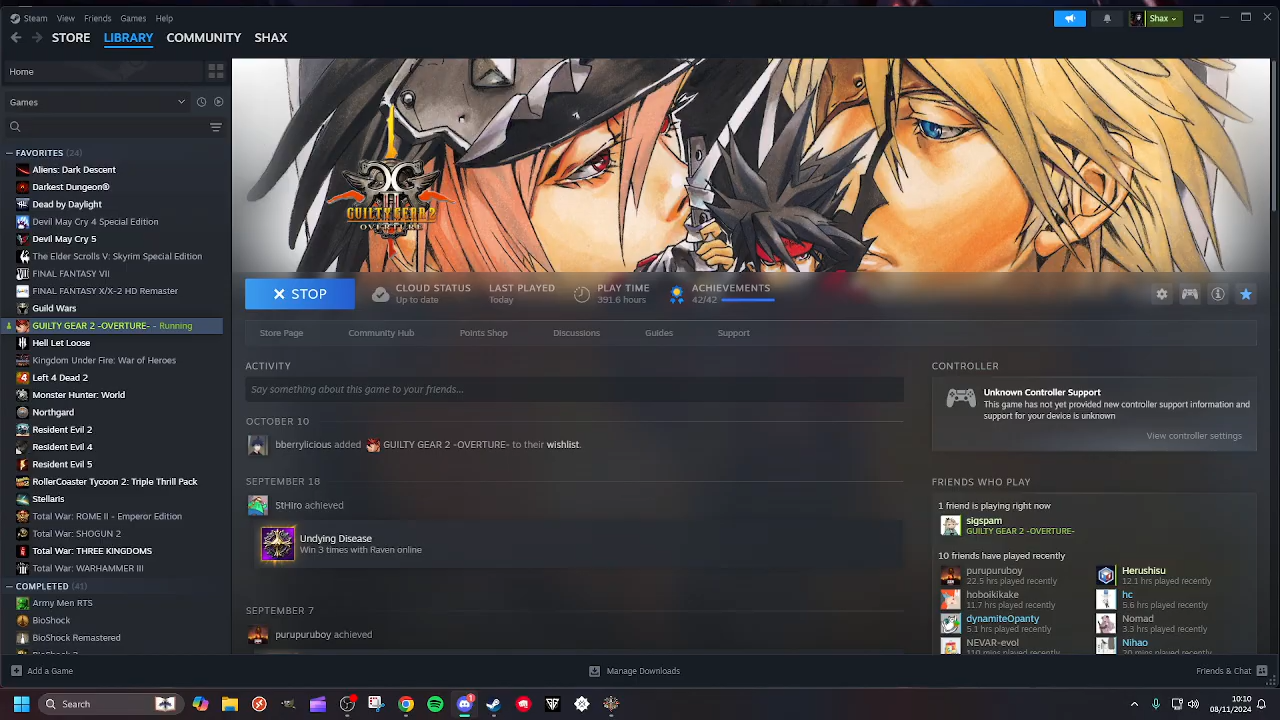 Steam View Friends Games Help
Shax
STORE LIBRARY COMMUNITY SHAX
Home
Games
FAVORITES (24)
Aliens: Dark Descent
Darkest Dungeon®
Dead by Daylight
Devil May Cry 4 Special Edition
Devil May Cry 5
The Elder Scrolls V: Skyrim Special Edition
FINAL FANTASY VII
FINAL FANTASY X/X-2 HD Remaster
Guild Wars
GUILTY GEAR 2 -OVERTURE- - Running
Hell Let Loose
Kingdom Under Fire: War of Heroes
Left 4 Dead 2
Monster Hunter: World
Northgard
Resident Evil 2
Resident Evil 4
Resident Evil 5
RollerCoaster Tycoon 2: Triple Thrill Pack
Stellaris
Total War: ROME II - Emperor Edition
Total War: SHOGUN 2
Total War: THREE KINGDOMS
Total War: WARHAMMER III
COMPLETED (41)
Army Men RTS
BioShock
BioShock Remastered
GUILTY GEAR 2
OVERTURE
STOP
CLOUD STATUS
Up to date
LAST PLAYED
Today
PLAY TIME
391.6 hours
ACHIEVEMENTS
42/42
Store Page Community Hub Points Shop Discussions Guides Support
ACTIVITY
Say something about this game to your friends...
OCTOBER 10
bberrylicious added GUILTY GEAR 2 -OVERTURE- to their wishlist.
SEPTEMBER 18
StHiro achieved
Undying Disease
Win 3 times with Raven online
SEPTEMBER 7
purupuruboy achieved
CONTROLLER
Unknown Controller Support
This game has not yet provided new controller support information and
support for your device is unknown
View controller settings
FRIENDS WHO PLAY
1 friend is playing right now
sigspam
GUILTY GEAR 2 -OVERTURE-
10 friends have played recently
purupuruboy
22.5 hrs played recently
Herushisu
12.1 hrs played recently
hoboikikake
11.7 hrs played recently
hc
5.6 hrs played recently
dynamiteOpanty
5.1 hrs played recently
Nomad
3.3 hrs played recently
NEVAR-evol
110 mins played recently
Nihao
Add a Game
Manage Downloads
Friends & Chat
Search
1
10:10
08/11/2024